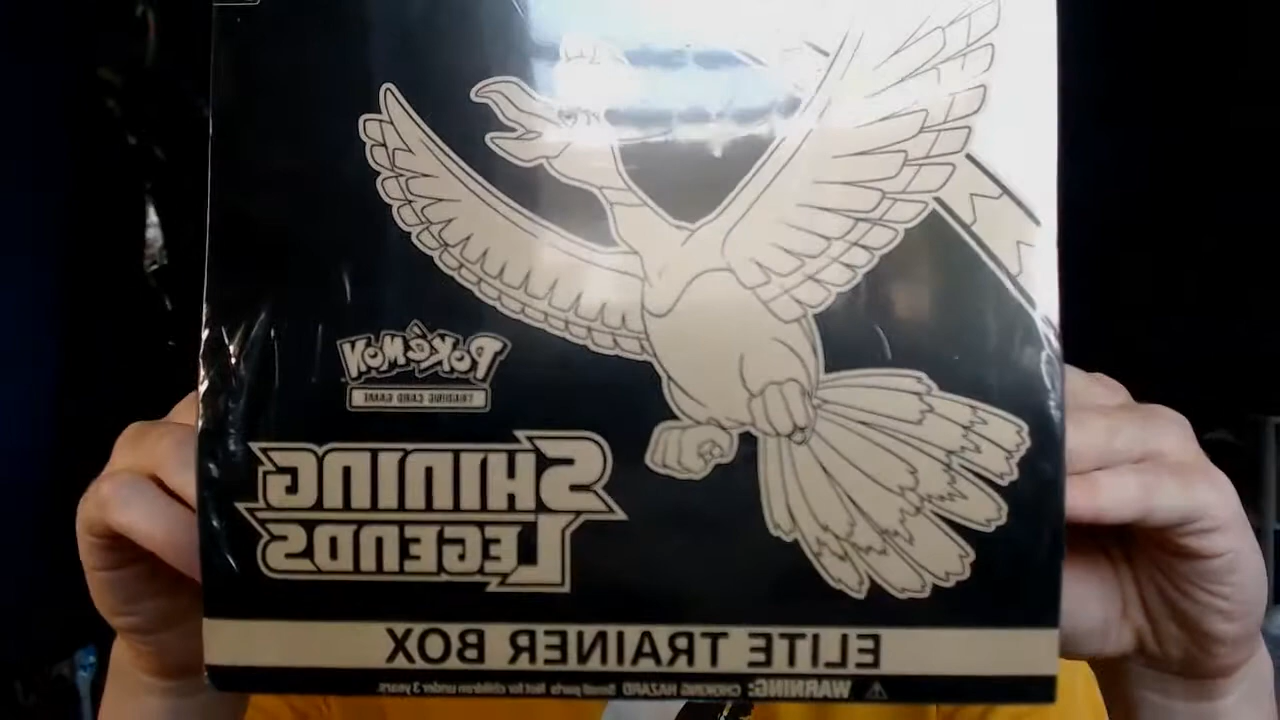 POKéMON
TRADING CARD GAME
SHINING
LEGENDS
ELITE TRAINER BOX
WARNING: CHOKING HAZARD Small parts Not for children under 3 years.